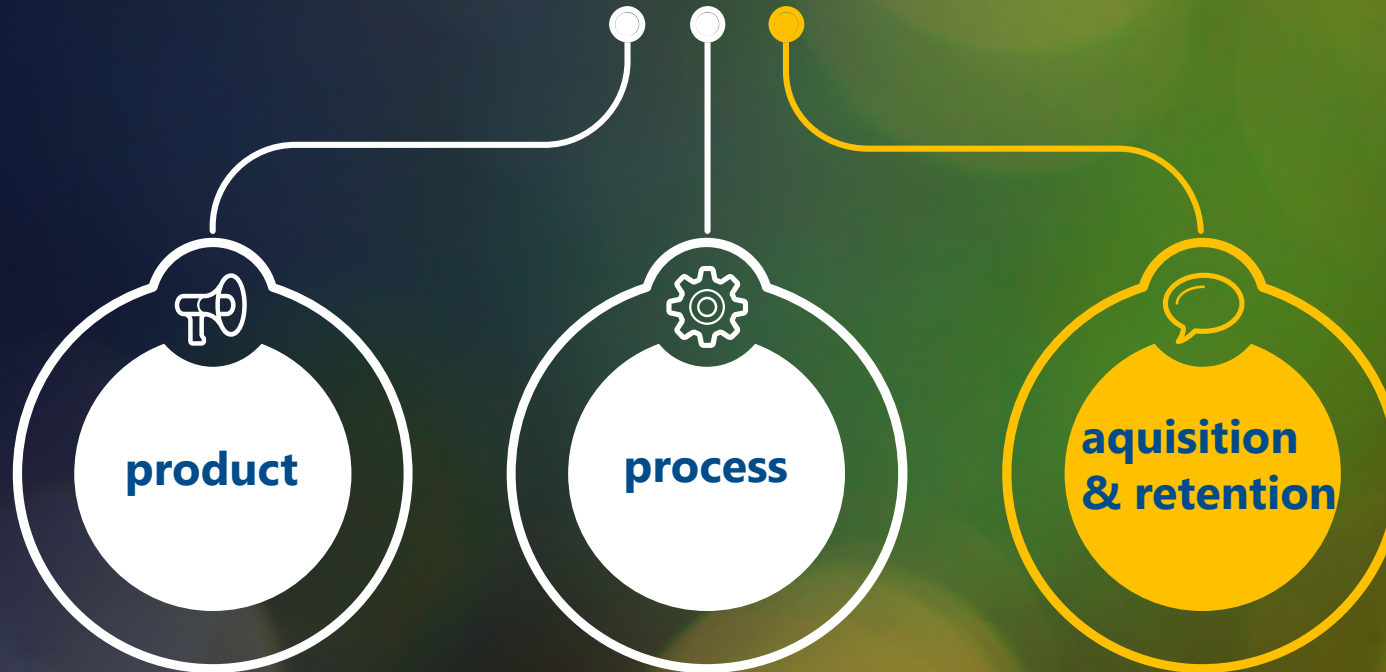 product
process
aquisition
& retention